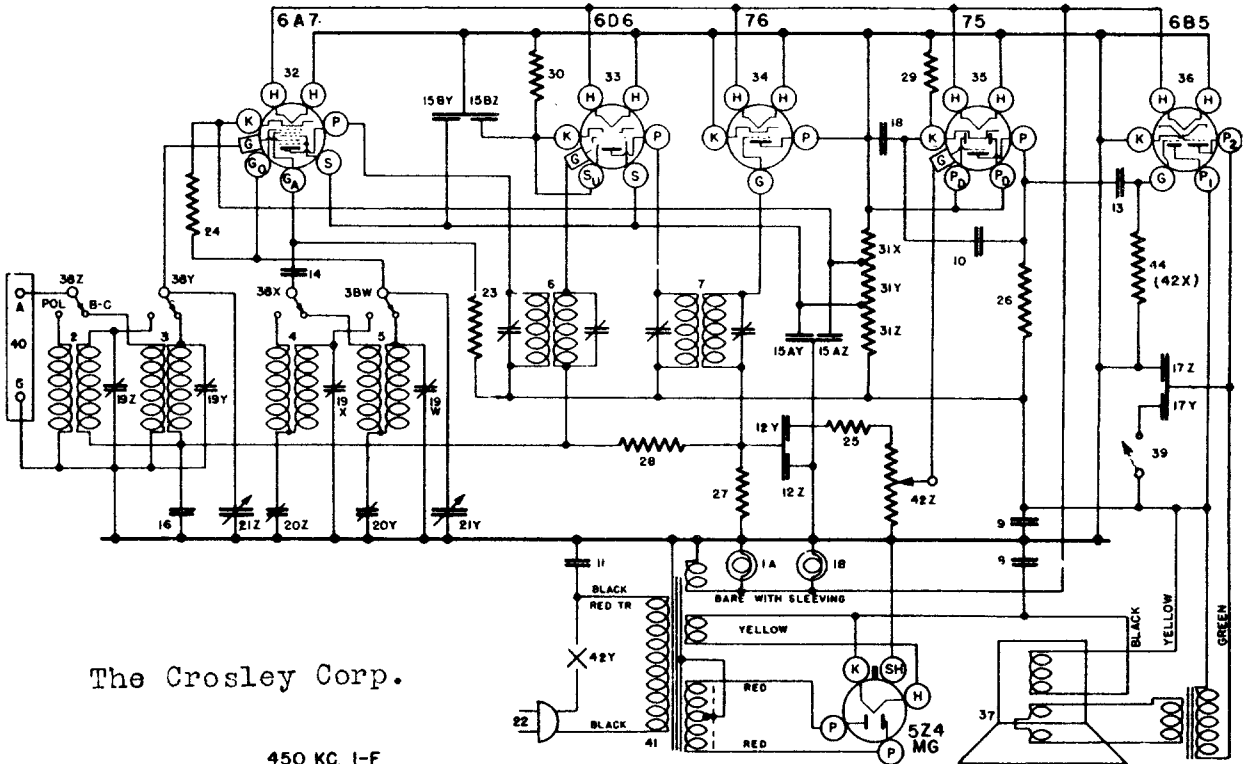 6A7 6D6 76 75 6B5
32 30 33 34 29 35 36
H H H H H H H H H H
15BY 15BZ 18
K P K P K P K P K P2
G G G
GO GA S SU S G PD PD G P1
24 13
31X
10
44
(42X)
38Z 38Y 14 38X 38W 23 6 7 31Y 26
A POL B-C 31Z
40 2 3 4 5 15AY 15AZ 17Z
19Z 19Y 19X 19W 17Y
12Y 25
28 39
27 12Z 42Z
16 21Z 20Z 20Y 21Y 9
11 1A 1B 9
BLACK BARE WITH SLEEVING
RED TR
YELLOW BLACK YELLOW GREEN
42Y K SH H
The Crosley Corp.
RED
22 P 5Z4 37
BLACK 41 RED P MG
450 KC. I-F